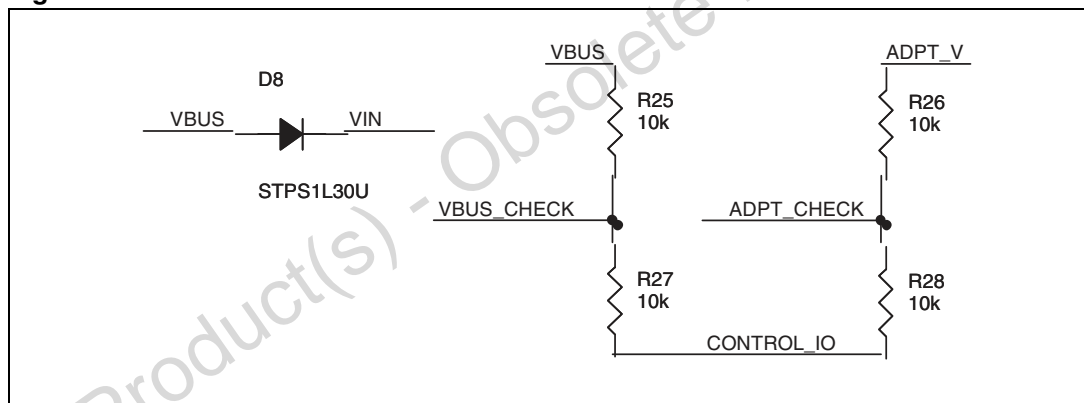 D8
VBUS
VIN
STPS1L30U
VBUS
R25
10k
VBUS_CHECK
R27
10k
ADPT_V
R26
10k
ADPT_CHECK
R28
10k
CONTROL_IO
Product(s) - Obsolete